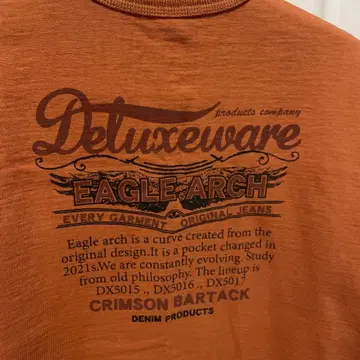 products company
Deluxeware
EAGLE ARCH
EVERY GARMENT ORIGINAL JEANS
Eagle arch is a curve created from the
original design.It is a pocket changed in
2021s.We are constantly evolving. Study
from old philosophy. The lineup is
DX5015 ., DX5016 ., DX5017
CRIMSON BARTACK
DENIM PRODUCTS